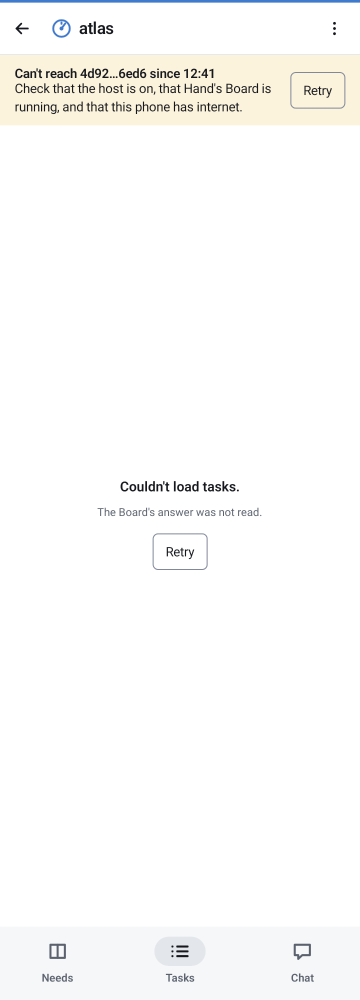 atlas
Can't reach 4d92…6ed6 since 12:41
Check that the host is on, that Hand's Board is
running, and that this phone has internet.
Retry
Couldn't load tasks.
The Board's answer was not read.
Retry
Needs
Tasks
Chat